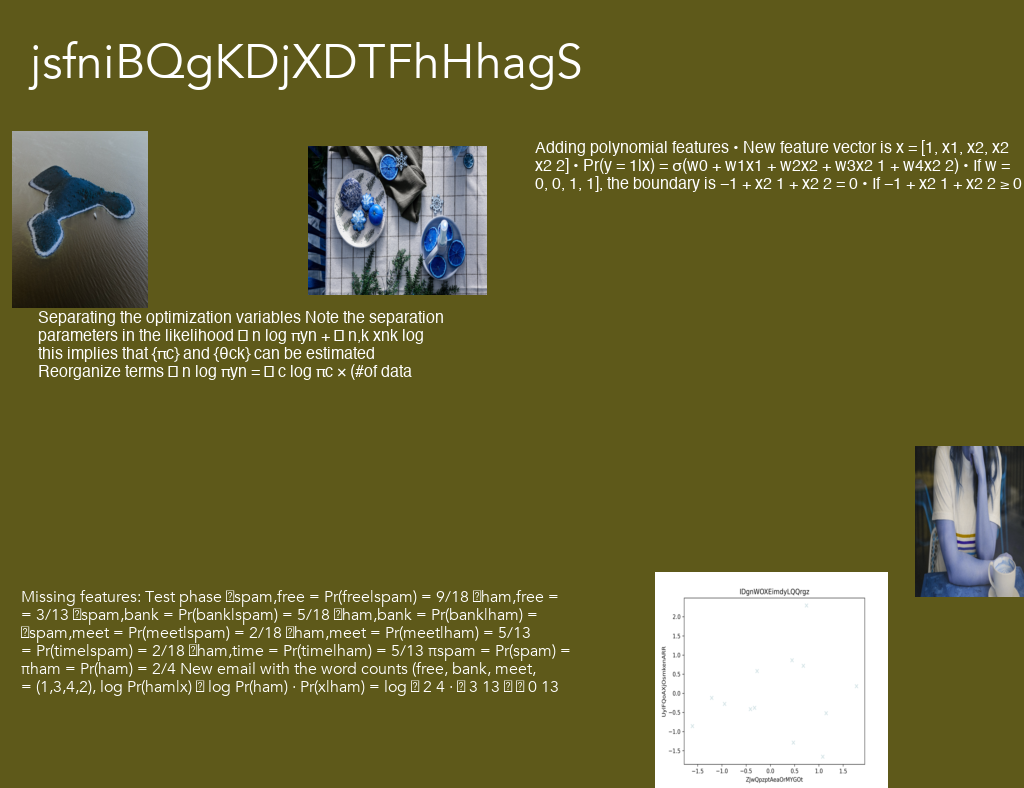 jsfniBQgKDjXDTFhHhagS
Adding polynomial features • New feature vector is x = [1, x1, x2, x2
x2 2] • Pr(y = 1|x) = σ(w0 + w1x1 + w2x2 + w3x2 1 + w4x2 2) • If w =
0, 0, 1, 1], the boundary is −1 + x2 1 + x2 2 = 0 • If −1 + x2 1 + x2 2 ≥ 0
Separating the optimization variables Note the separation
parameters in the likelihood � n log πyn + � n,k xnk log
this implies that {πc} and {θck} can be estimated
Reorganize terms � n log πyn = � c log πc × (#of data
Missing features: Test phase �spam,free = Pr(free|spam) = 9/18 �ham,free =
= 3/13 �spam,bank = Pr(bank|spam) = 5/18 �ham,bank = Pr(bank|ham) =
�spam,meet = Pr(meet|spam) = 2/18 �ham,meet = Pr(meet|ham) = 5/13
= Pr(time|spam) = 2/18 �ham,time = Pr(time|ham) = 5/13 πspam = Pr(spam) =
πham = Pr(ham) = 2/4 New email with the word counts (free, bank, meet,
= (1,3,4,2), log Pr(ham|x) � log Pr(ham) · Pr(x|ham) = log � 2 4 · � 3 13 � � 0 13
IDgnWOXEimdyLQQrgz
2.0
1.5
1.0
0.5
0.0
−0.5
−1.0
−1.5
−1.5 −1.0 −0.5 0.0 0.5 1.0 1.5
ZjwQpzptAeaOrMYGOt